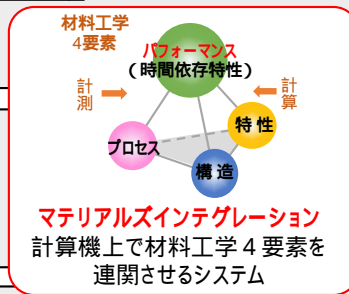 材料工学
4要素
パフォーマンス
(時間依存特性)
計測
計算
特 性
プロセス
構 造
マテリアルズインテグレーション
計算機上で材料工学４要素を
連関させるシステム